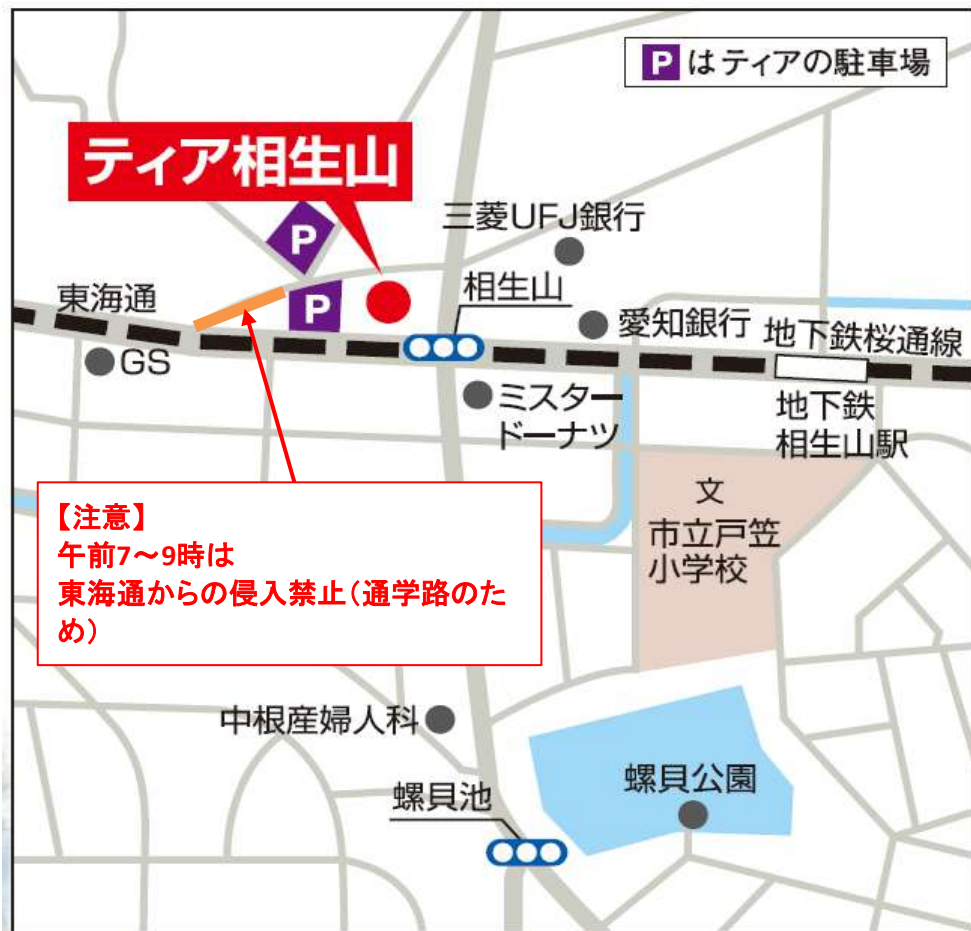 P はティアの駐車場
ティア相生山
P
三菱UFJ銀行
相生山
P
東海通
愛知銀行
地下鉄桜通線
GS
ミスター
ドーナツ
地下鉄
相生山駅
文
市立戸笠
小学校
【注意】
午前7～9時は
東海通からの侵入禁止（通学路のた
め）
中根産婦人科
螺貝池
螺貝公園